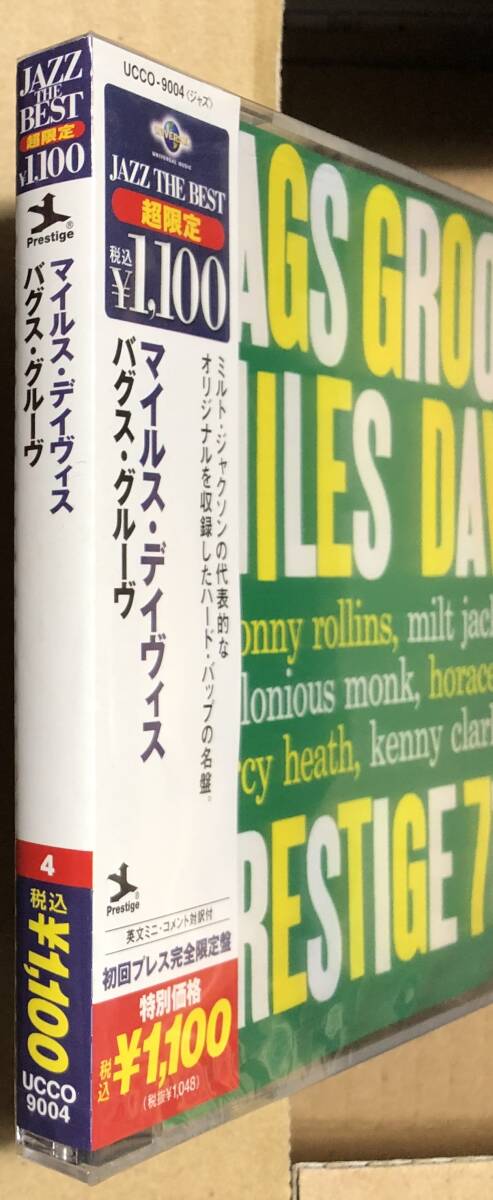 JAZZ
THE
BEST
超限定
¥1,100
Prestige®
マイルス・デイヴィス
バグス・グルーヴ
4
税込
¥1,100
UCCO
9004
UCCO-9004〈ジャズ〉
UNIVERSAL
UNIVERSAL MUSIC
JAZZ THE BEST
超限定
税込
¥1,100
マイルス・デイヴィス
バグス・グルーヴ
ミルト・ジャクソンの代表的な
オリジナルを収録したハード・バップの名盤。
Prestige®
英文ミニ・コメント対訳付
初回プレス完全限定盤
特別価格
税込
¥1,100
(税抜¥1,048)
AGS GROO
ILES DAV
onny rollins, milt jack
lonious monk, horace
rcy heath, kenny clark
RESTIGE 7